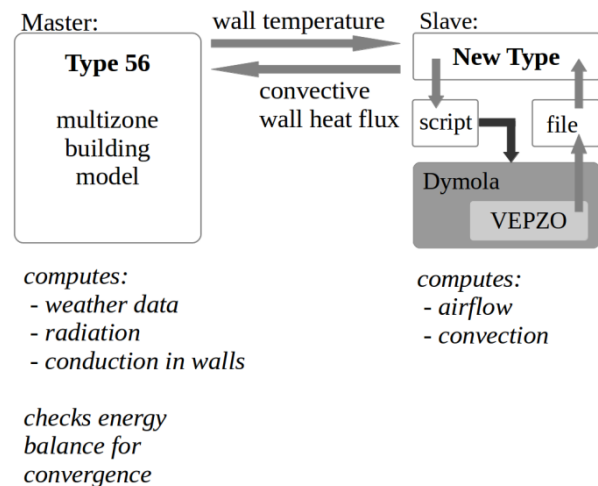 Master:
Type 56
multizone
building
model
wall temperature
convective
wall heat flux
Slave:
New Type
script
file
Dymola
VEPZO
computes:
- weather data
- radiation
- conduction in walls
checks energy
balance for
convergence
computes:
- airflow
- convection